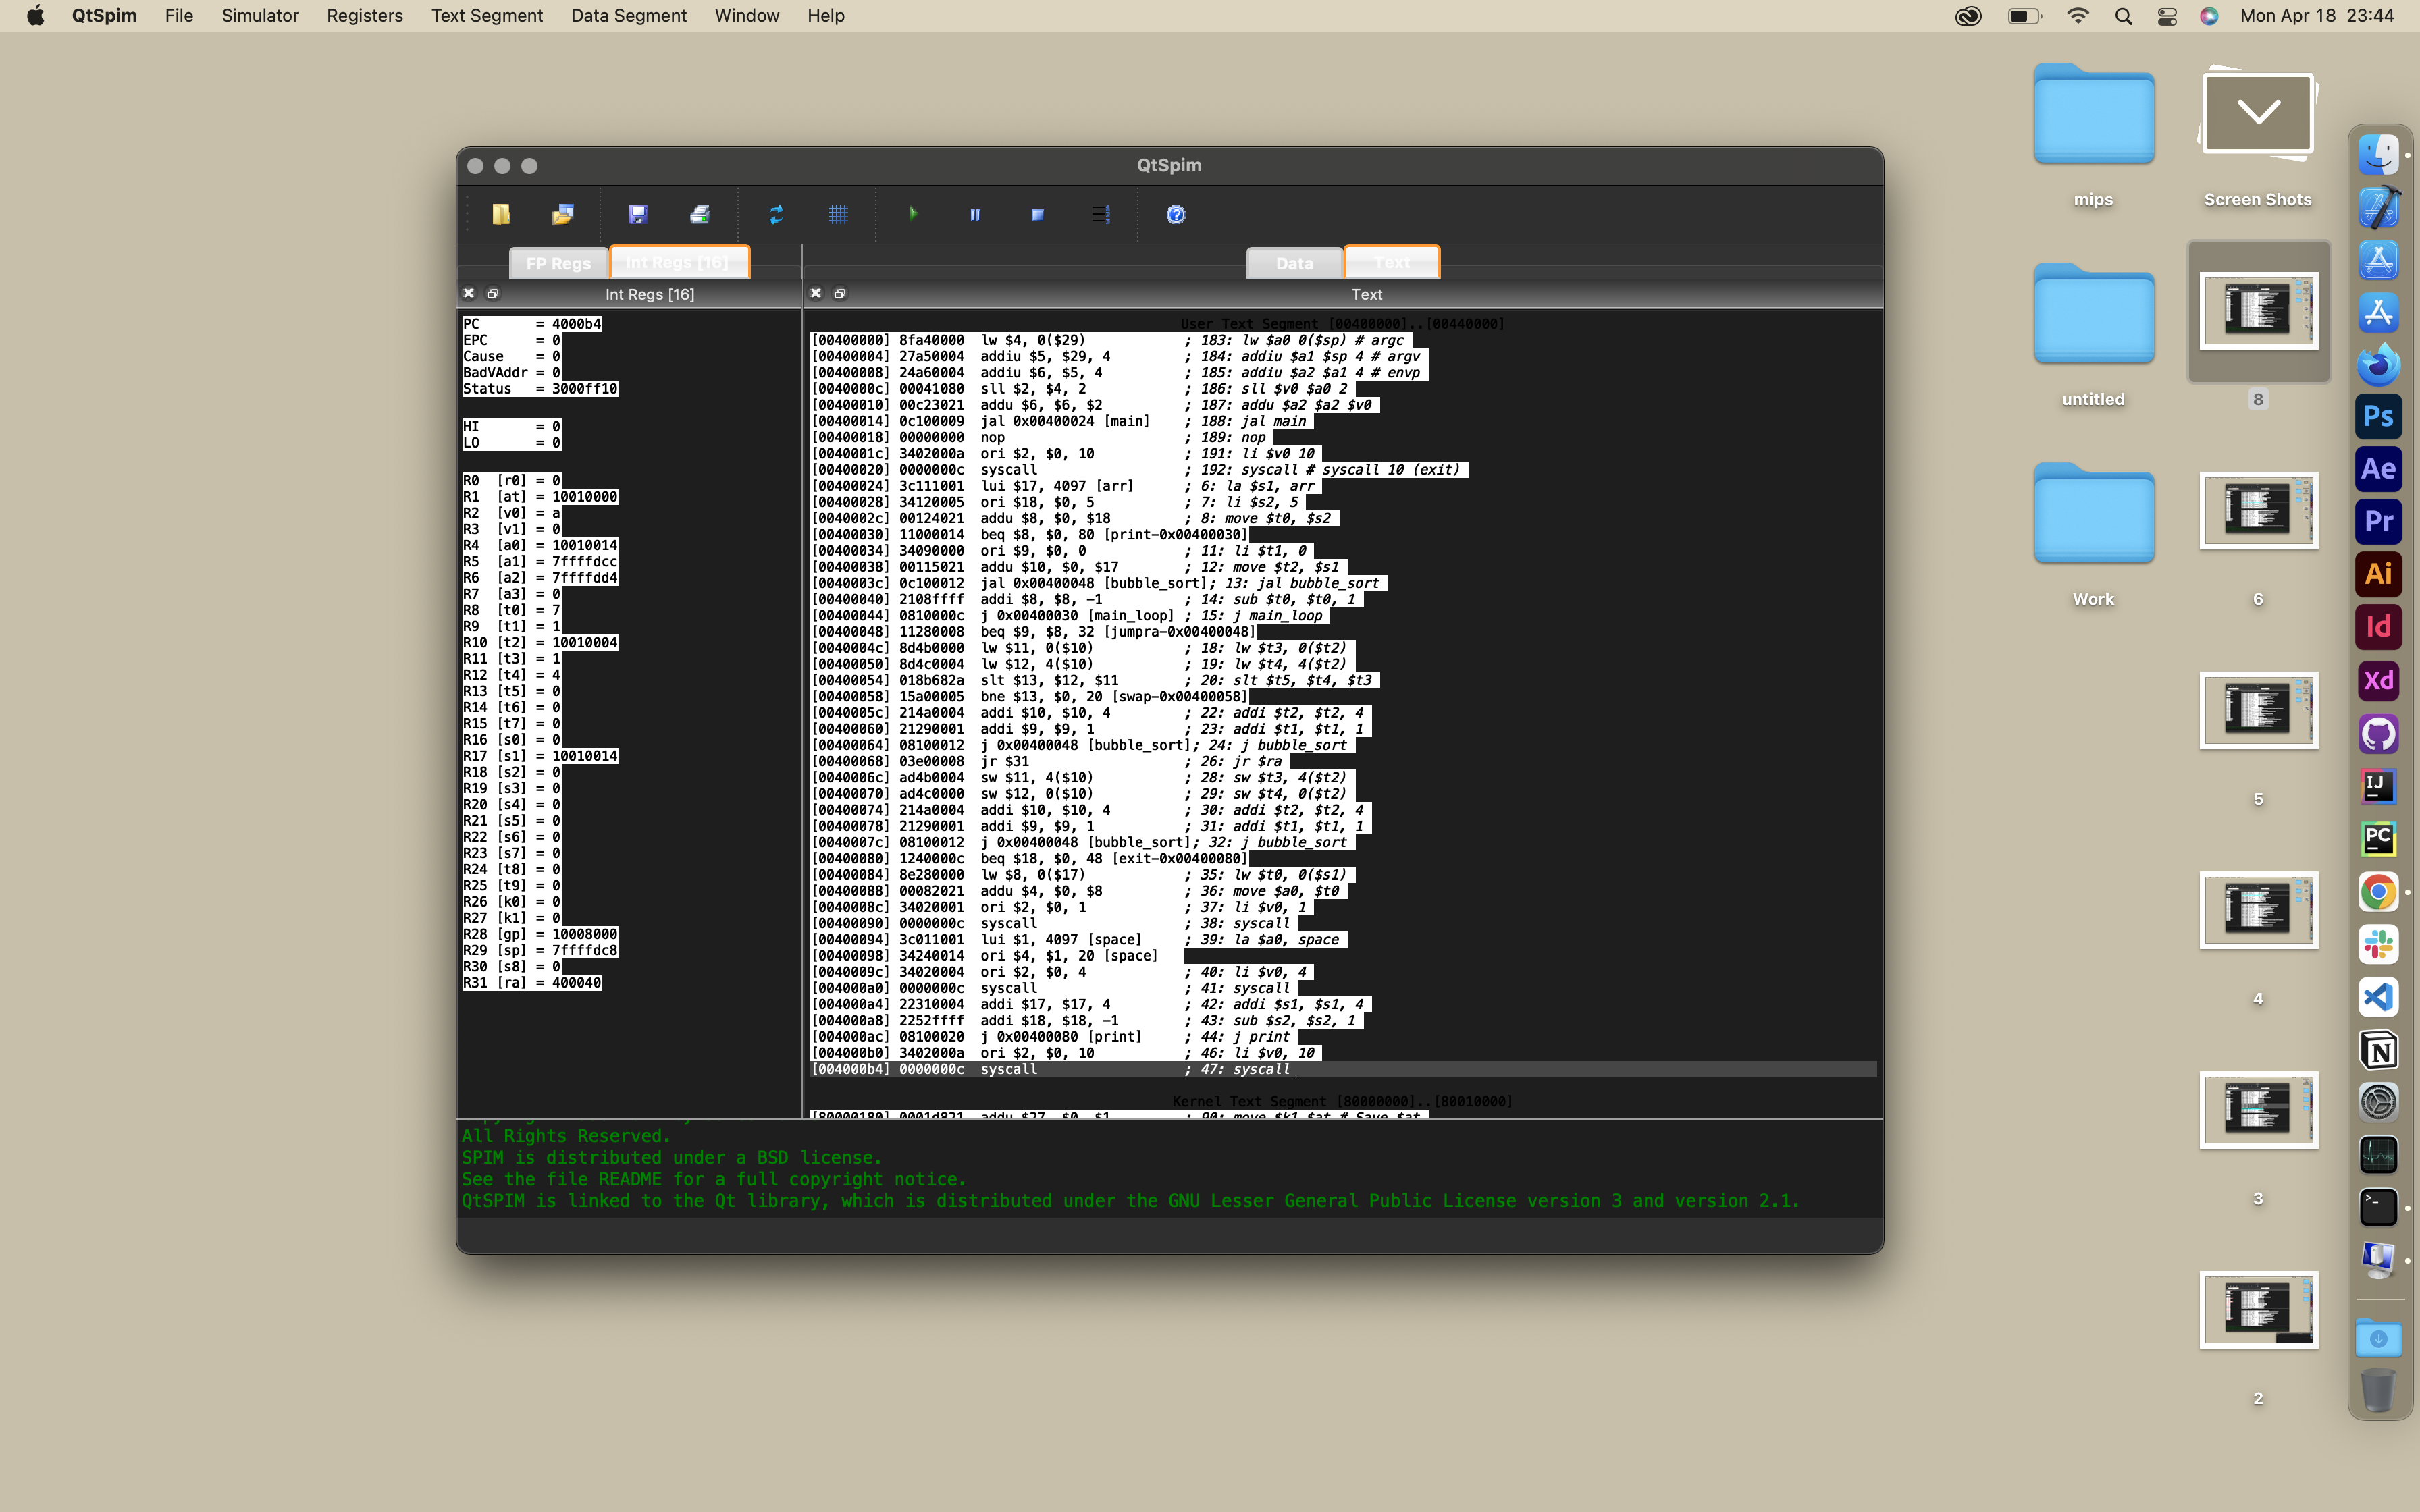 QtSpim File Simulator Registers Text Segment Data Segment Window Help Mon Apr 18 23:44
QtSpim
FP Regs Int Regs [16] Data Text
Int Regs [16] Text
PC = 4000b4
EPC = 0
Cause = 0
BadVAddr = 0
Status = 3000ff10
HI = 0
LO = 0
R0 [r0] = 0
R1 [at] = 10010000
R2 [v0] = a
R3 [v1] = 0
R4 [a0] = 10010014
R5 [a1] = 7ffffdcc
R6 [a2] = 7ffffdd4
R7 [a3] = 0
R8 [t0] = 7
R9 [t1] = 1
R10 [t2] = 10010004
R11 [t3] = 1
R12 [t4] = 4
R13 [t5] = 0
R14 [t6] = 0
R15 [t7] = 0
R16 [s0] = 0
R17 [s1] = 10010014
R18 [s2] = 0
R19 [s3] = 0
R20 [s4] = 0
R21 [s5] = 0
R22 [s6] = 0
R23 [s7] = 0
R24 [t8] = 0
R25 [t9] = 0
R26 [k0] = 0
R27 [k1] = 0
R28 [gp] = 10008000
R29 [sp] = 7ffffdc8
R30 [s8] = 0
R31 [ra] = 400040
User Text Segment [00400000]..[00440000]
[00400000] 8fa40000 lw $4, 0($29) ; 183: lw $a0 0($sp) # argc
[00400004] 27a50004 addiu $5, $29, 4 ; 184: addiu $a1 $sp 4 # argv
[00400008] 24a60004 addiu $6, $5, 4 ; 185: addiu $a2 $a1 4 # envp
[0040000c] 00041080 sll $2, $4, 2 ; 186: sll $v0 $a0 2
[00400010] 00c23021 addu $6, $6, $2 ; 187: addu $a2 $a2 $v0
[00400014] 0c100009 jal 0x00400024 [main] ; 188: jal main
[00400018] 00000000 nop ; 189: nop
[0040001c] 3402000a ori $2, $0, 10 ; 191: li $v0 10
[00400020] 0000000c syscall ; 192: syscall # syscall 10 (exit)
[00400024] 3c111001 lui $17, 4097 [arr] ; 6: la $s1, arr
[00400028] 34120005 ori $18, $0, 5 ; 7: li $s2, 5
[0040002c] 00124021 addu $8, $0, $18 ; 8: move $t0, $s2
[00400030] 11000014 beq $8, $0, 80 [print-0x00400030]
[00400034] 34090000 ori $9, $0, 0 ; 11: li $t1, 0
[00400038] 00115021 addu $10, $0, $17 ; 12: move $t2, $s1
[0040003c] 0c100012 jal 0x00400048 [bubble_sort]; 13: jal bubble_sort
[00400040] 2108ffff addi $8, $8, -1 ; 14: sub $t0, $t0, 1
[00400044] 0810000c j 0x00400030 [main_loop] ; 15: j main_loop
[00400048] 11280008 beq $9, $8, 32 [jumpra-0x00400048]
[0040004c] 8d4b0000 lw $11, 0($10) ; 18: lw $t3, 0($t2)
[00400050] 8d4c0004 lw $12, 4($10) ; 19: lw $t4, 4($t2)
[00400054] 018b682a slt $13, $12, $11 ; 20: slt $t5, $t4, $t3
[00400058] 15a00005 bne $13, $0, 20 [swap-0x00400058]
[0040005c] 214a0004 addi $10, $10, 4 ; 22: addi $t2, $t2, 4
[00400060] 21290001 addi $9, $9, 1 ; 23: addi $t1, $t1, 1
[00400064] 08100012 j 0x00400048 [bubble_sort]; 24: j bubble_sort
[00400068] 03e00008 jr $31 ; 26: jr $ra
[0040006c] ad4b0004 sw $11, 4($10) ; 28: sw $t3, 4($t2)
[00400070] ad4c0000 sw $12, 0($10) ; 29: sw $t4, 0($t2)
[00400074] 214a0004 addi $10, $10, 4 ; 30: addi $t2, $t2, 4
[00400078] 21290001 addi $9, $9, 1 ; 31: addi $t1, $t1, 1
[0040007c] 08100012 j 0x00400048 [bubble_sort]; 32: j bubble_sort
[00400080] 1240000c beq $18, $0, 48 [exit-0x00400080]
[00400084] 8e280000 lw $8, 0($17) ; 35: lw $t0, 0($s1)
[00400088] 00082021 addu $4, $0, $8 ; 36: move $a0, $t0
[0040008c] 34020001 ori $2, $0, 1 ; 37: li $v0, 1
[00400090] 0000000c syscall ; 38: syscall
[00400094] 3c011001 lui $1, 4097 [space] ; 39: la $a0, space
[00400098] 34240014 ori $4, $1, 20 [space]
[0040009c] 34020004 ori $2, $0, 4 ; 40: li $v0, 4
[004000a0] 0000000c syscall ; 41: syscall
[004000a4] 22310004 addi $17, $17, 4 ; 42: addi $s1, $s1, 4
[004000a8] 2252ffff addi $18, $18, -1 ; 43: sub $s2, $s2, 1
[004000ac] 08100020 j 0x00400080 [print] ; 44: j print
[004000b0] 3402000a ori $2, $0, 10 ; 46: li $v0, 10
[004000b4] 0000000c syscall ; 47: syscall_
Kernel Text Segment [80000000]..[80010000]
[80000180] 0001d821 addu $27, $0, $1 ; 90: move $k1 $at # Save $at
All Rights Reserved.
SPIM is distributed under a BSD license.
See the file README for a full copyright notice.
QtSPIM is linked to the Qt library, which is distributed under the GNU Lesser General Public License version 3 and version 2.1.
mips
Screen Shots
untitled
8
Work
6
5
4
3
2
Ps
Ae
Pr
Ai
Id
Xd
IJ
PC
N